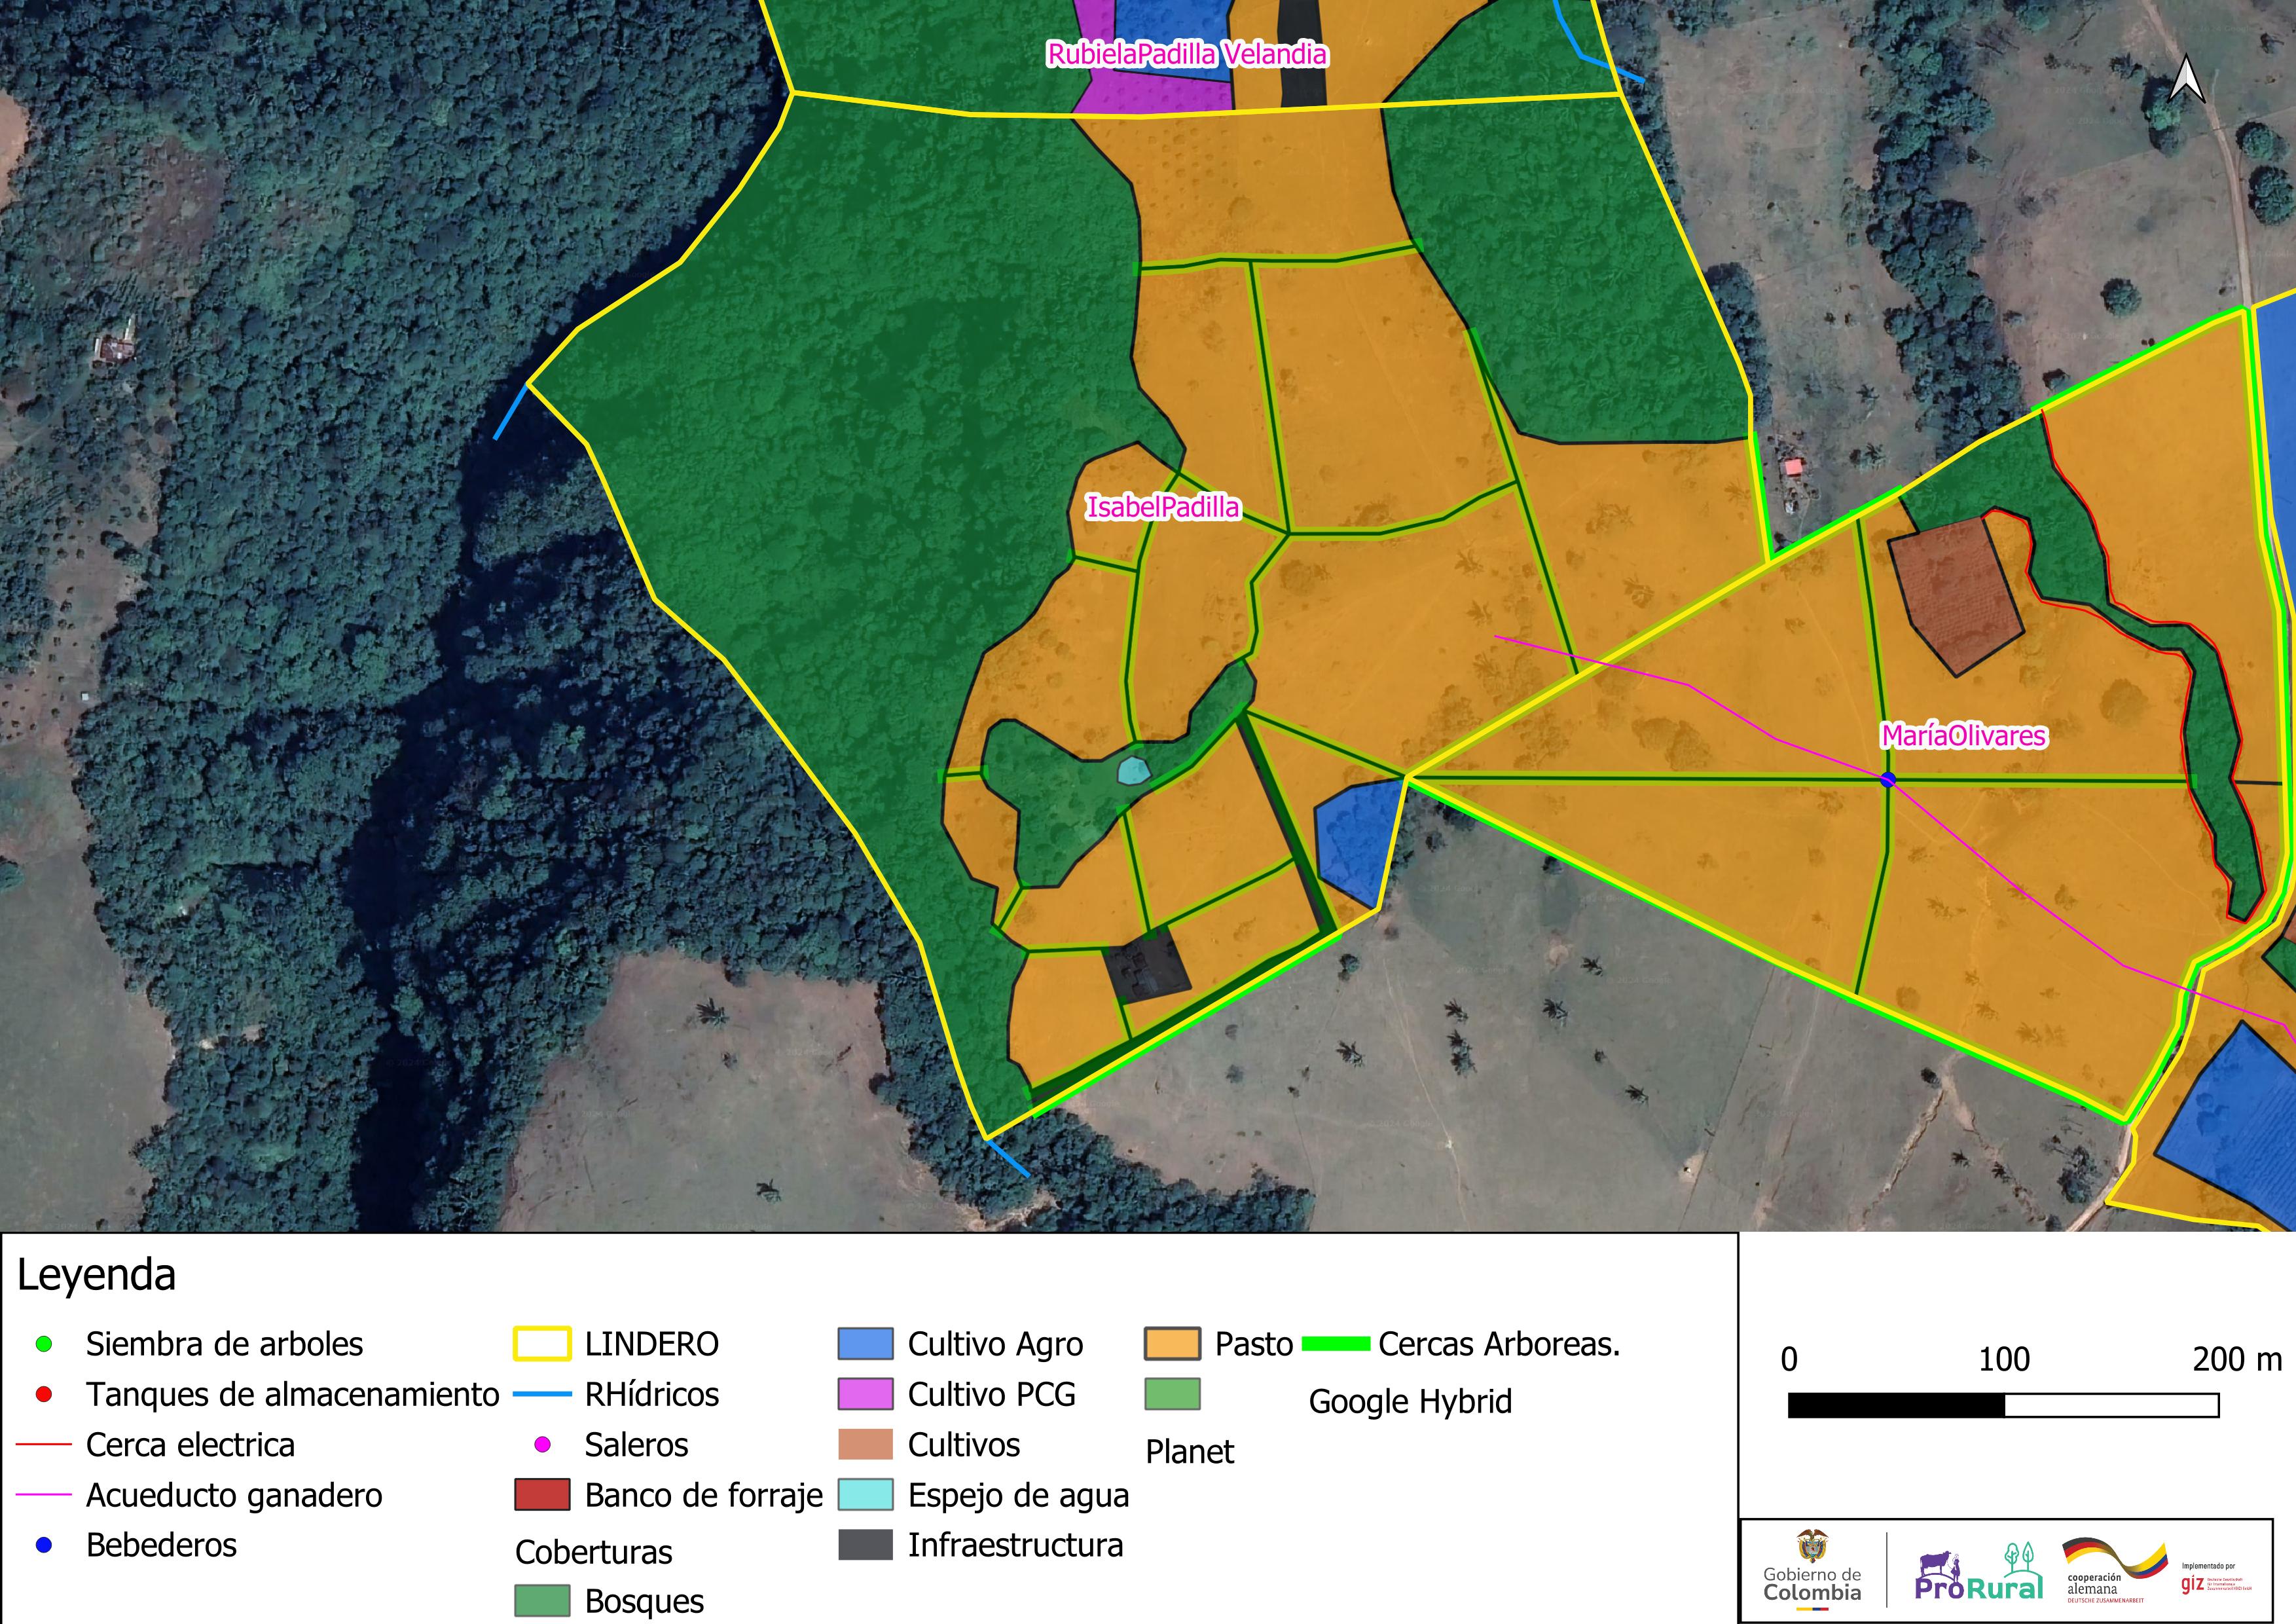 RubielaPadilla Velandia
IsabelPadilla
MaríaOlivares
Leyenda
Siembra de arboles
Tanques de almacenamiento
Cerca electrica
Acueducto ganadero
Bebederos
LINDERO
RHídricos
Saleros
Banco de forraje
Coberturas
Bosques
Cultivo Agro
Cultivo PCG
Cultivos
Espejo de agua
Infraestructura
Pasto
Planet
Cercas Arboreas.
Google Hybrid
0 100 200 m
Gobierno de
Colombia
ProRural
cooperación
alemana
DEUTSCHE ZUSAMMENARBEIT
Implementado por
giz